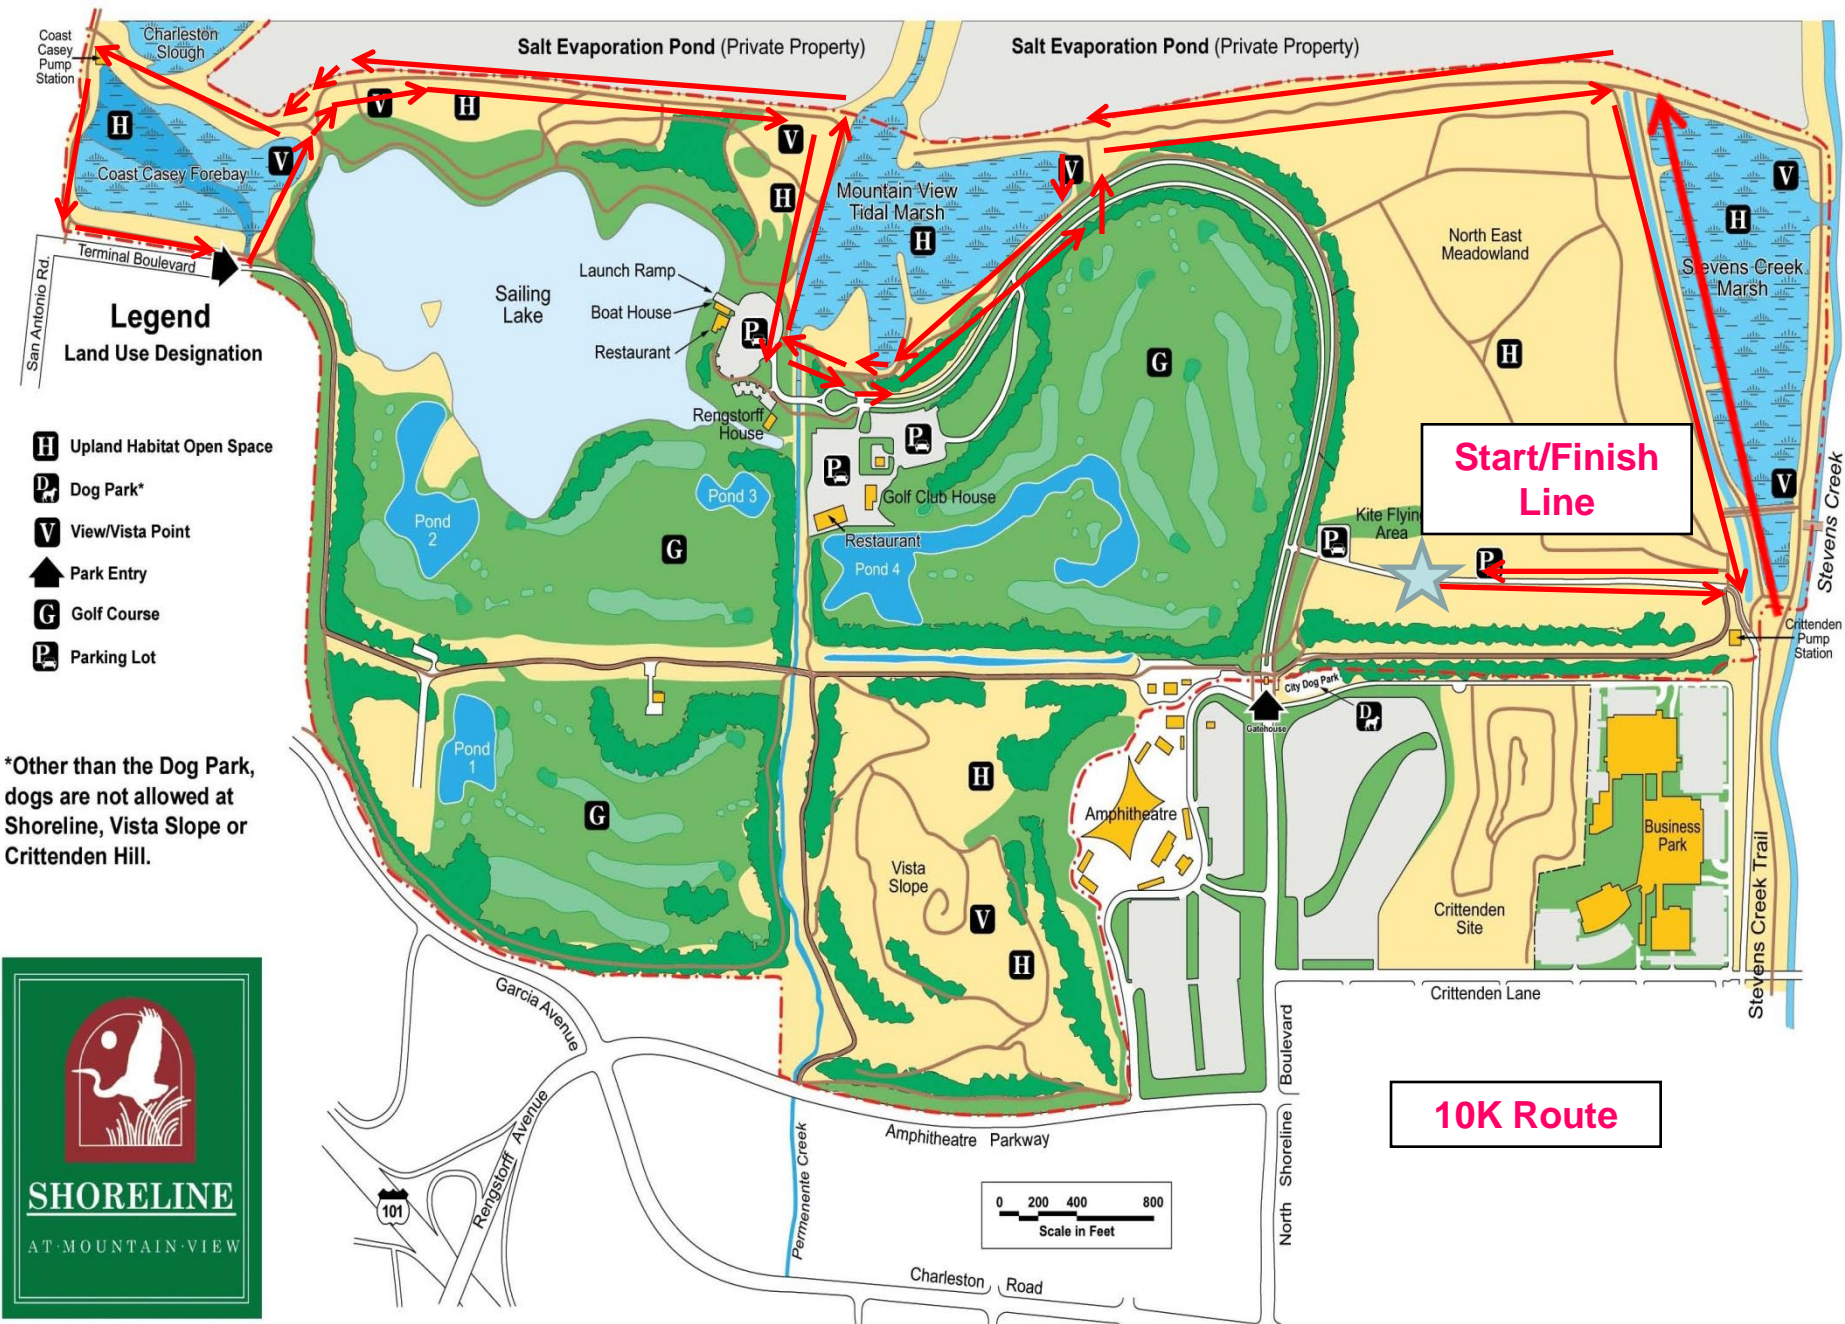 Coast
Casey
Pump
Station
Charleston
Slough
Salt Evaporation Pond (Private Property)
Salt Evaporation Pond (Private Property)
H
V
H
V
V
H
Coast Casey Forebay
V
H
Mountain View
Tidal Marsh
H
V
H
Stevens Creek
Marsh
North East
Meadowland
H
San Antonio Rd.
Terminal Boulevard
Legend
Land Use Designation
H Upland Habitat Open Space
D Dog Park*
V View/Vista Point
Park Entry
G Golf Course
P Parking Lot
Sailing
Lake
Launch Ramp
Boat House
Restaurant
P
Rengstorff
House
G
Start/Finish
Line
V
Stevens Creek
Kite Flyin
Area
P
P
P
P
Golf Club House
Restaurant
Pond
2
Pond 3
G
Pond 4
Crittenden
Pump
Station
City Dog Park
D
Gatehouse
*Other than the Dog Park,
dogs are not allowed at
Shoreline, Vista Slope or
Crittenden Hill.
Pond
1
G
H
Amphitheatre
Vista
Slope
V
H
Business
Park
Crittenden
Site
Stevens Creek Trail
Crittenden Lane
Garcia Avenue
Rengstorff Avenue
101
Permenente Creek
Amphitheatre Parkway
North Shoreline Boulevard
10K Route
0 200 400 800
Scale in Feet
Charleston Road
SHORELINE
AT·MOUNTAIN·VIEW